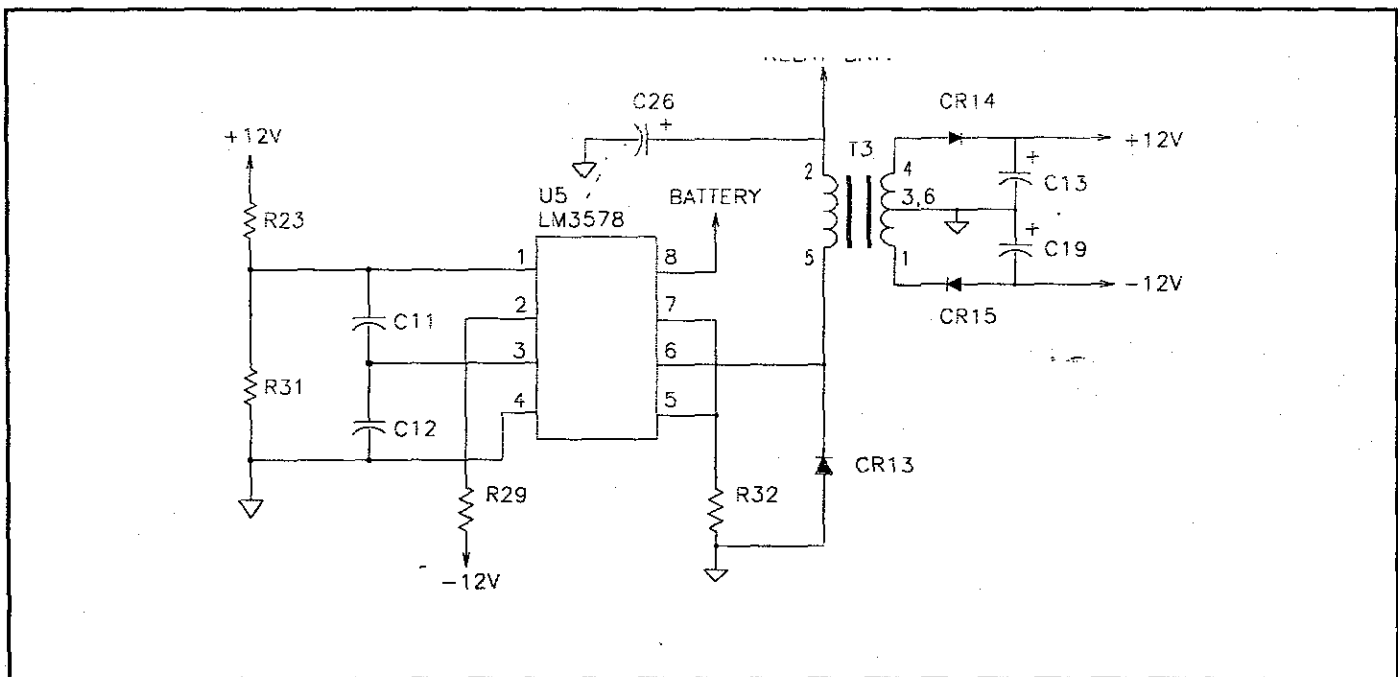 C26
+
CR14
+12V
+12V
T3
+
2
4
C13
U5
BATTERY
3,6
R23
LM3578
+
C19
1
8
5
1
-12V
2
7
C11
CR15
3
6
R31
4
5
C12
CR13
R29
R32
-12V